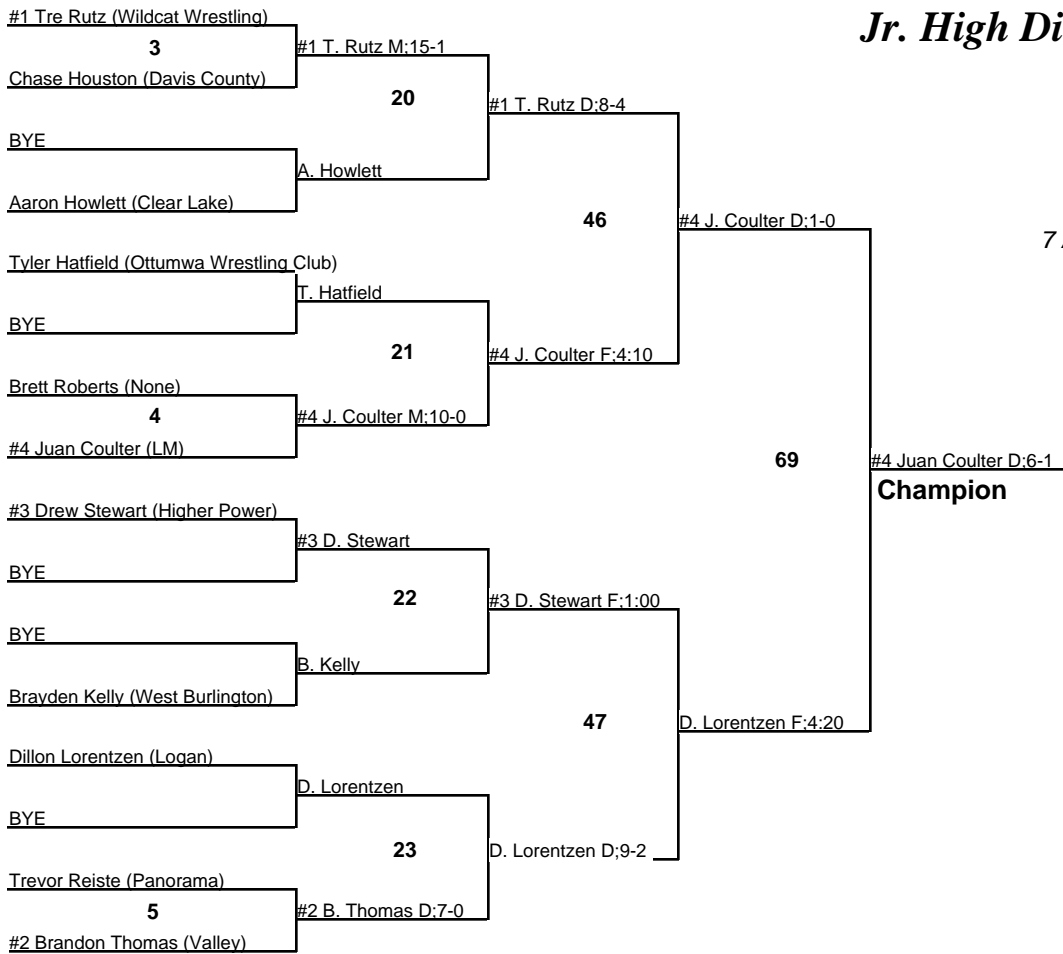 #1 Tre Rutz (Wildcat Wrestling)
3
Chase Houston (Davis County)
BYE
Aaron Howlett (Clear Lake)
Tyler Hatfield (Ottumwa Wrestling Club)
BYE
Brett Roberts (None)
4
#4 Juan Coulter (LM)
#3 Drew Stewart (Higher Power)
BYE
BYE
Brayden Kelly (West Burlington)
Dillon Lorentzen (Logan)
BYE
Trevor Reiste (Panorama)
5
#2 Brandon Thomas (Valley)
#1 T. Rutz M;15-1
20
A. Howlett
T. Hatfield
21
#4 J. Coulter M;10-0
#3 D. Stewart
22
B. Kelly
D. Lorentzen
23
#2 B. Thomas D;7-0
#1 T. Rutz D;8-4
46
#4 J. Coulter F;4:10
#3 D. Stewart F;1:00
47
D. Lorentzen D;9-2
#4 J. Coulter D;1-0
69
D. Lorentzen F;4:20
#4 Juan Coulter D;6-1
Champion
Jr. High Di
7